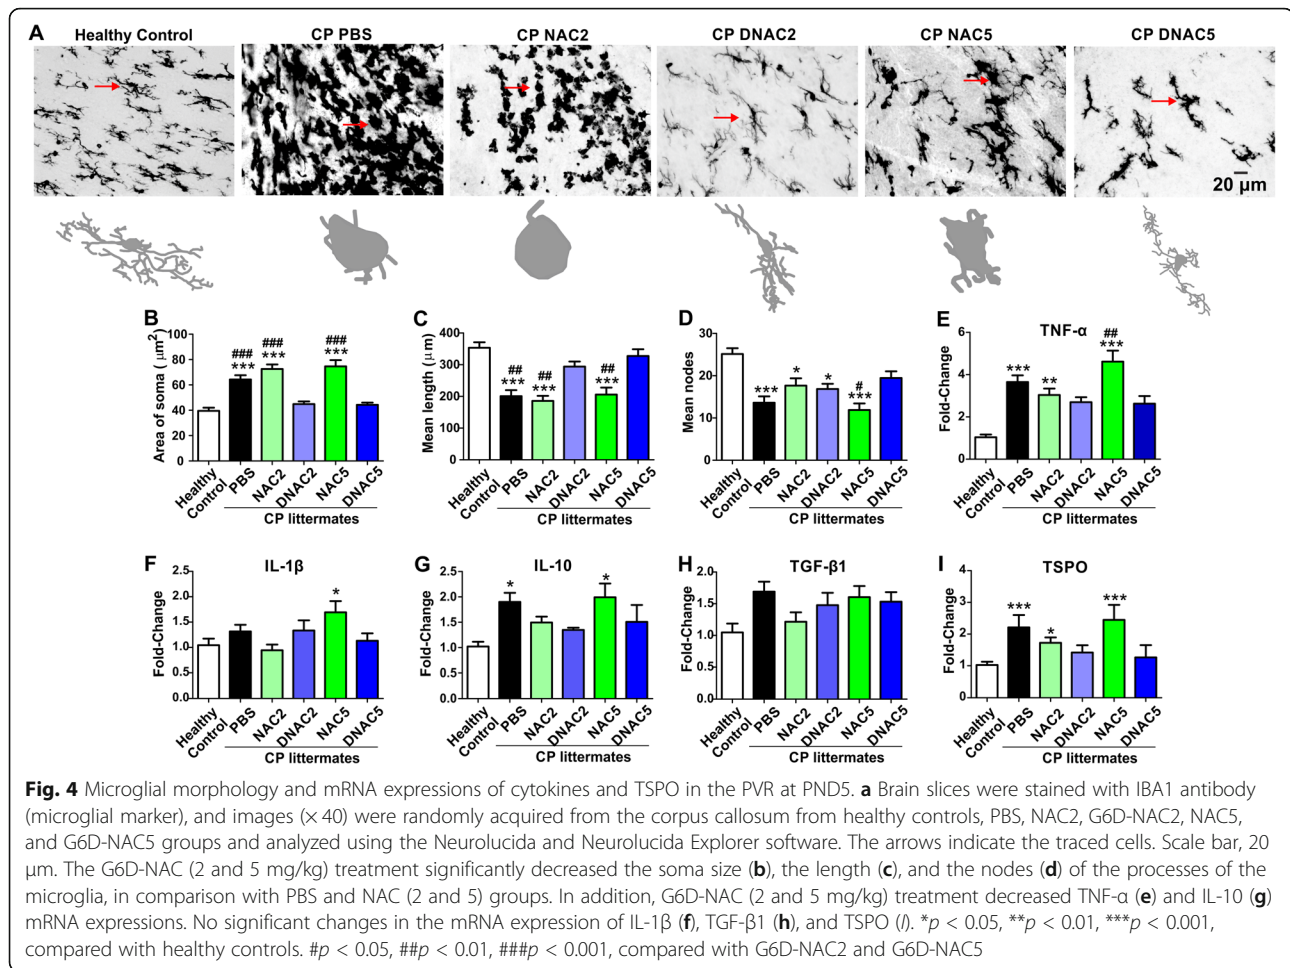 A
Healthy Control
CP PBS
CP NAC2
CP DNAC2
CP NAC5
CP DNAC5
20 µm
B
Area of soma (µm²)
100
80
60
40
20
0
###
***
###
***
###
***
Healthy Control
PBS
NAC2
DNAC2
NAC5
DNAC5
CP littermates
C
Mean length (µm)
400
300
200
100
0
##
***
##
***
##
***
Healthy Control
PBS
NAC2
DNAC2
NAC5
DNAC5
CP littermates
D
Mean nodes
30
20
10
0
***
*
*
#
***
Healthy Control
PBS
NAC2
DNAC2
NAC5
DNAC5
CP littermates
E
TNF-α
Fold-Change
6
4
2
0
***
**
##
***
Healthy Control
PBS
NAC2
DNAC2
NAC5
DNAC5
CP littermates
F
IL-1β
Fold-Change
2.5
2.0
1.5
1.0
0.5
0.0
*
Healthy Control
PBS
NAC2
DNAC2
NAC5
DNAC5
CP littermates
G
IL-10
Fold-Change
2.5
2.0
1.5
1.0
0.5
0.0
*
*
Healthy Control
PBS
NAC2
DNAC2
NAC5
DNAC5
CP littermates
H
TGF-β1
Fold-Change
2.0
1.5
1.0
0.5
0.0
Healthy Control
PBS
NAC2
DNAC2
NAC5
DNAC5
CP littermates
I
TSPO
Fold-Change
4
3
2
1
0
***
*
***
Healthy Control
PBS
NAC2
DNAC2
NAC5
DNAC5
CP littermates
Fig. 4 Microglial morphology and mRNA expressions of cytokines and TSPO in the PVR at PND5. a Brain slices were stained with IBA1 antibody
(microglial marker), and images (× 40) were randomly acquired from the corpus callosum from healthy controls, PBS, NAC2, G6D-NAC2, NAC5,
and G6D-NAC5 groups and analyzed using the Neurolucida and Neurolucida Explorer software. The arrows indicate the traced cells. Scale bar, 20
µm. The G6D-NAC (2 and 5 mg/kg) treatment significantly decreased the soma size (b), the length (c), and the nodes (d) of the processes of the
microglia, in comparison with PBS and NAC (2 and 5) groups. In addition, G6D-NAC (2 and 5 mg/kg) treatment decreased TNF-α (e) and IL-10 (g)
mRNA expressions. No significant changes in the mRNA expression of IL-1β (f), TGF-β1 (h), and TSPO (I). *p < 0.05, **p < 0.01, ***p < 0.001,
compared with healthy controls. #p < 0.05, ##p < 0.01, ###p < 0.001, compared with G6D-NAC2 and G6D-NAC5